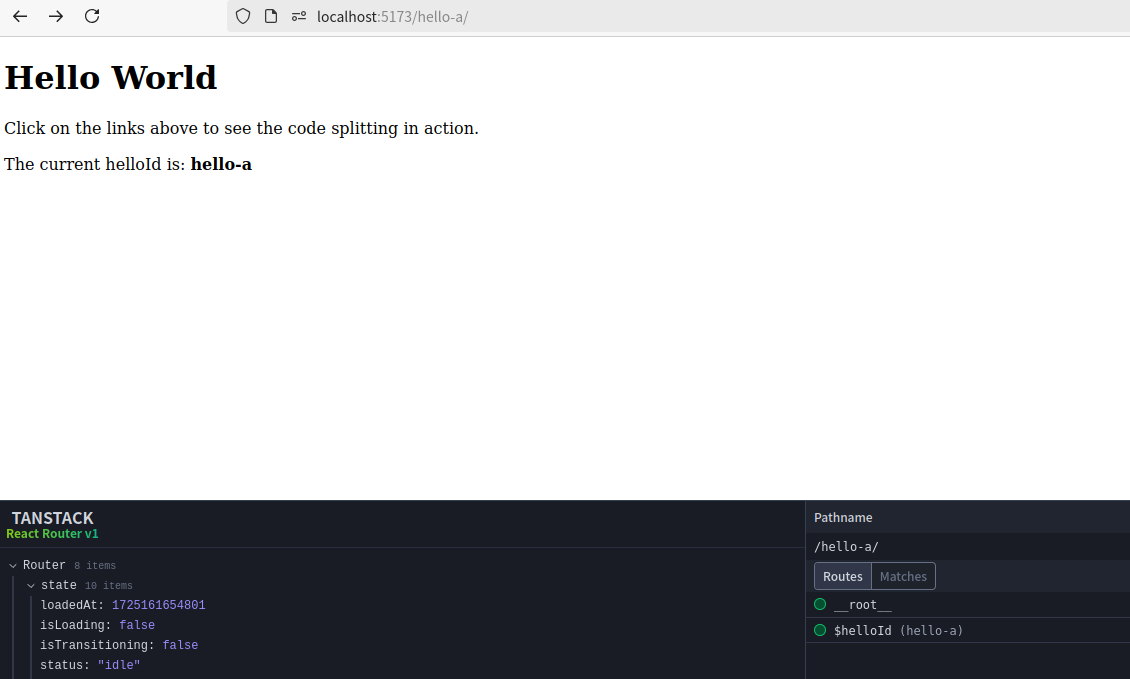 localhost:5173/hello-a/
Hello World
Click on the links above to see the code splitting in action.
The current helloId is: hello-a
TANSTACK
React Router v1
Router 8 items
state 10 items
loadedAt: 1725161654801
isLoading: false
isTransitioning: false
status: "idle"
Pathname
/hello-a/
Routes Matches
__root__
$helloId (hello-a)